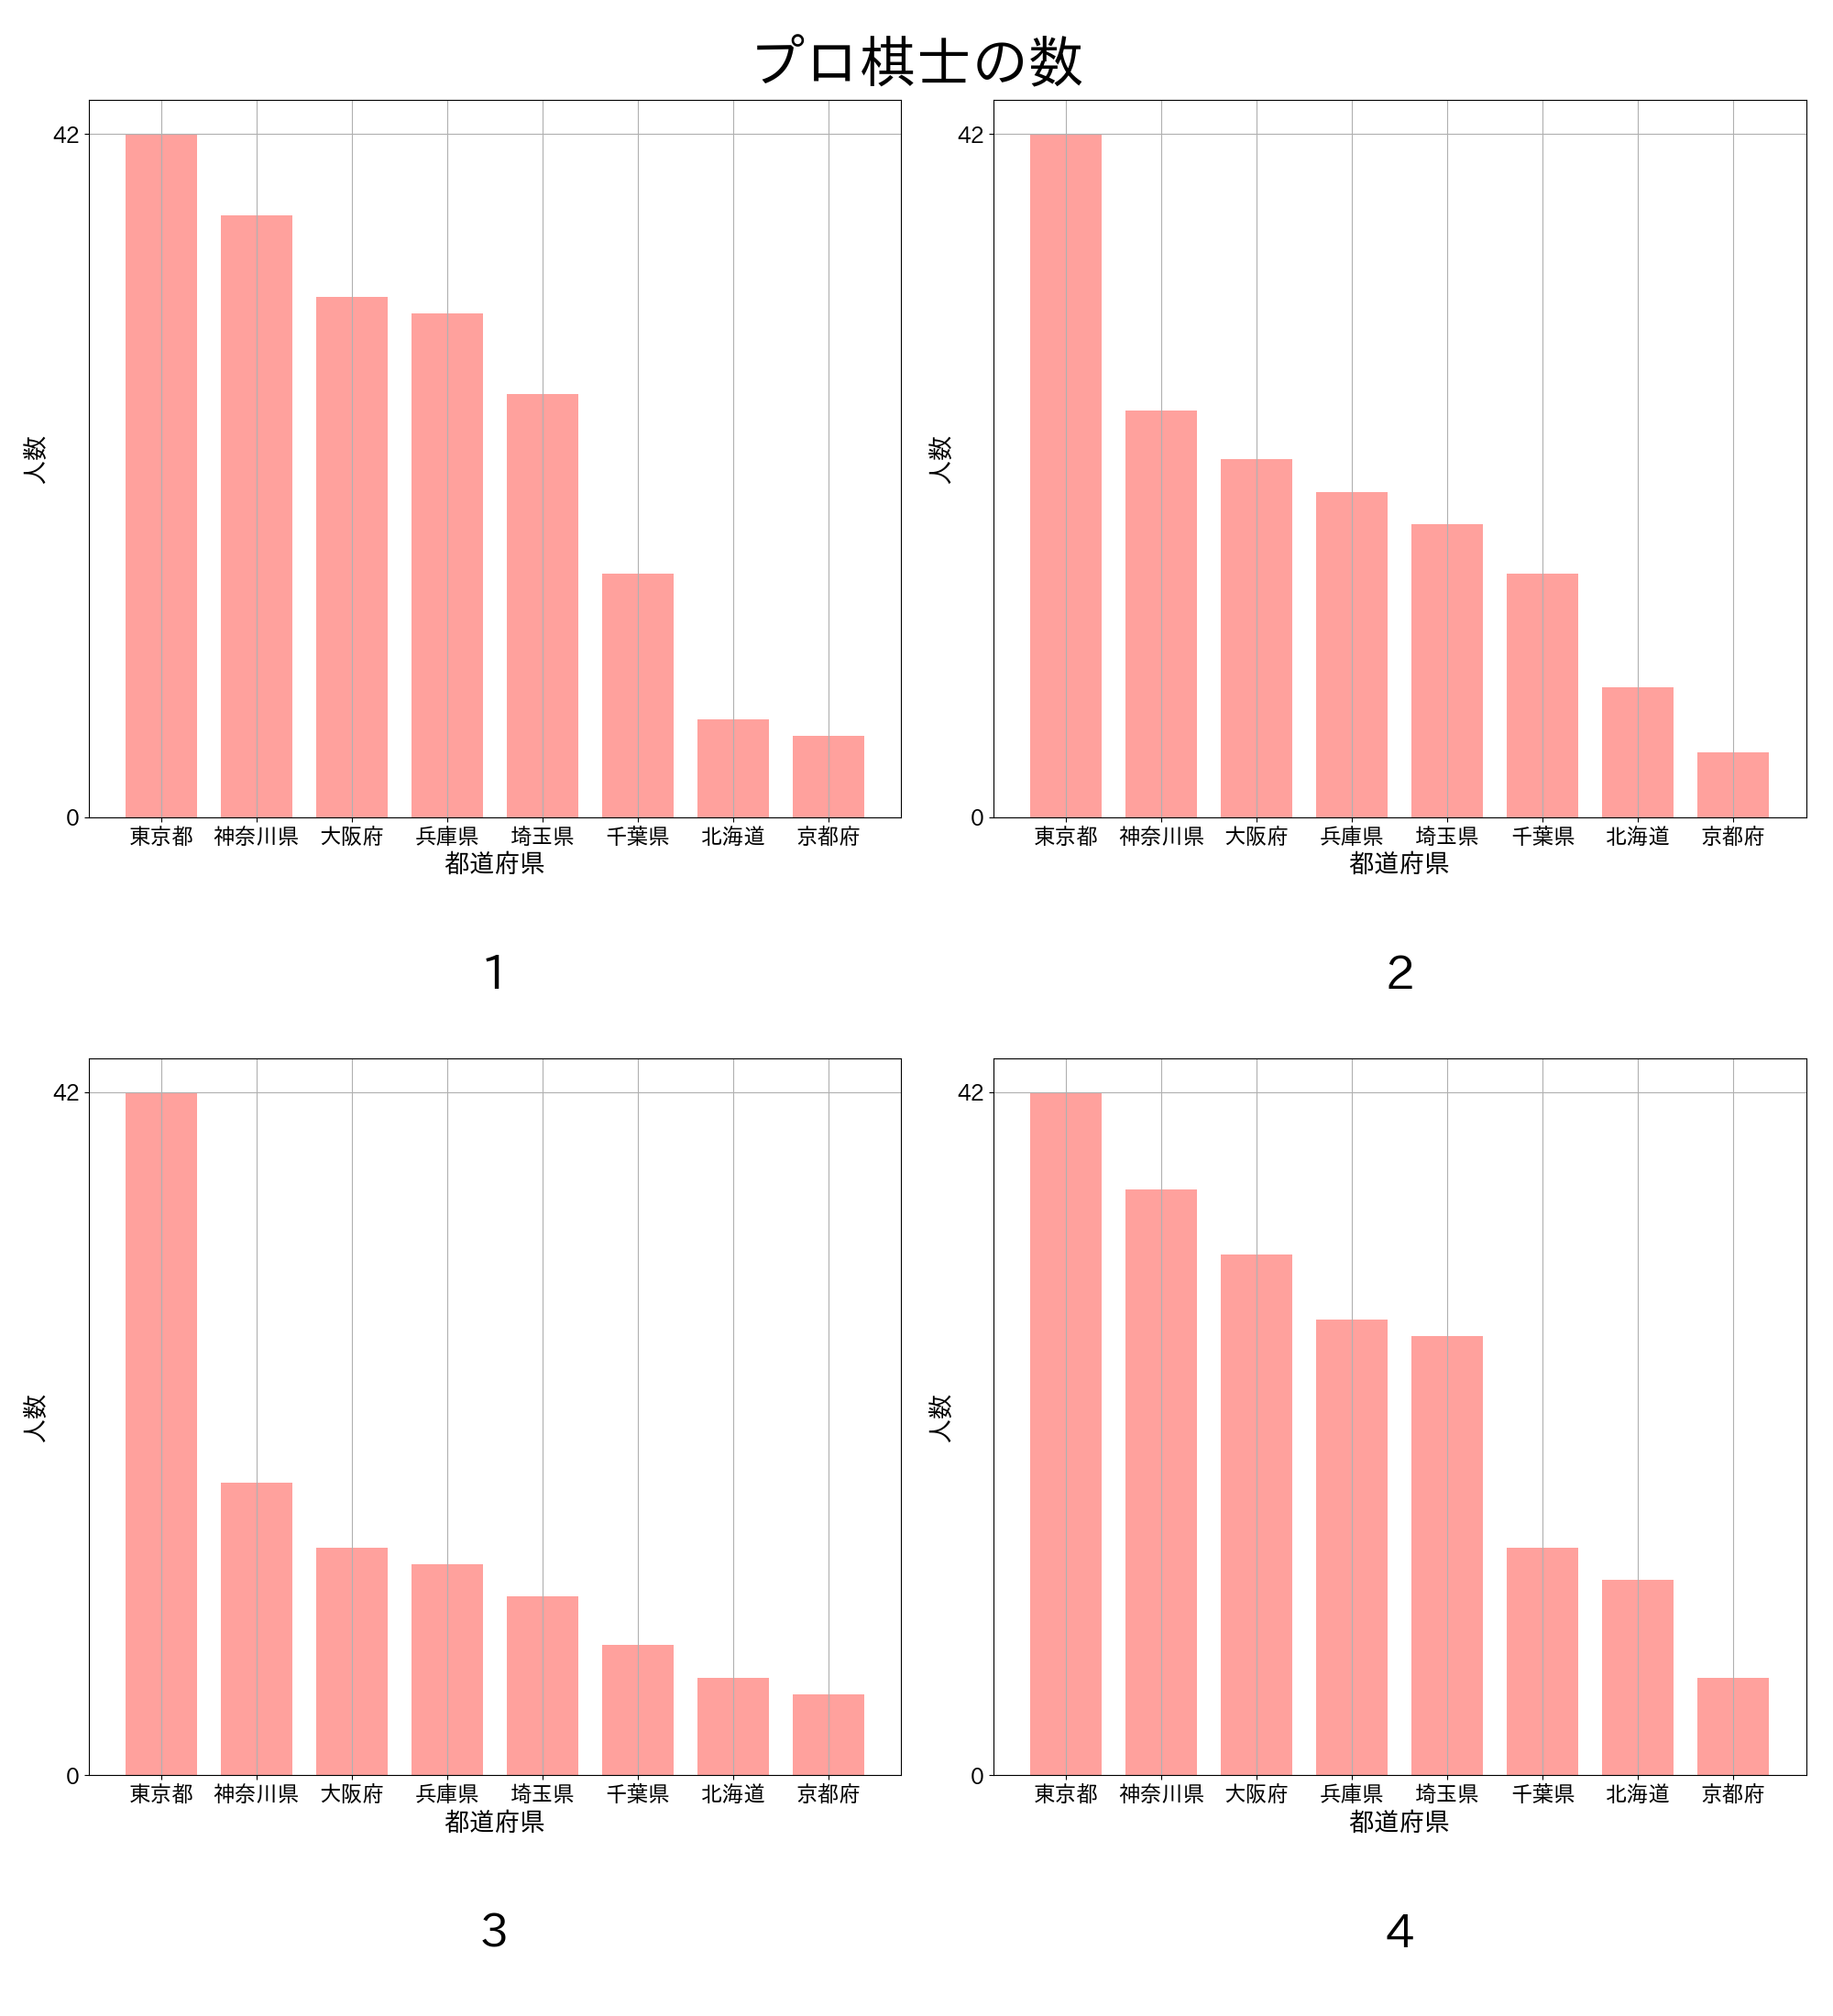 プロ棋士の数
42
0
人数
東京都 神奈川県 大阪府 兵庫県 埼玉県 千葉県 北海道 京都府
都道府県
1
42
0
人数
東京都 神奈川県 大阪府 兵庫県 埼玉県 千葉県 北海道 京都府
都道府県
2
42
0
人数
東京都 神奈川県 大阪府 兵庫県 埼玉県 千葉県 北海道 京都府
都道府県
3
42
0
人数
東京都 神奈川県 大阪府 兵庫県 埼玉県 千葉県 北海道 京都府
都道府県
4